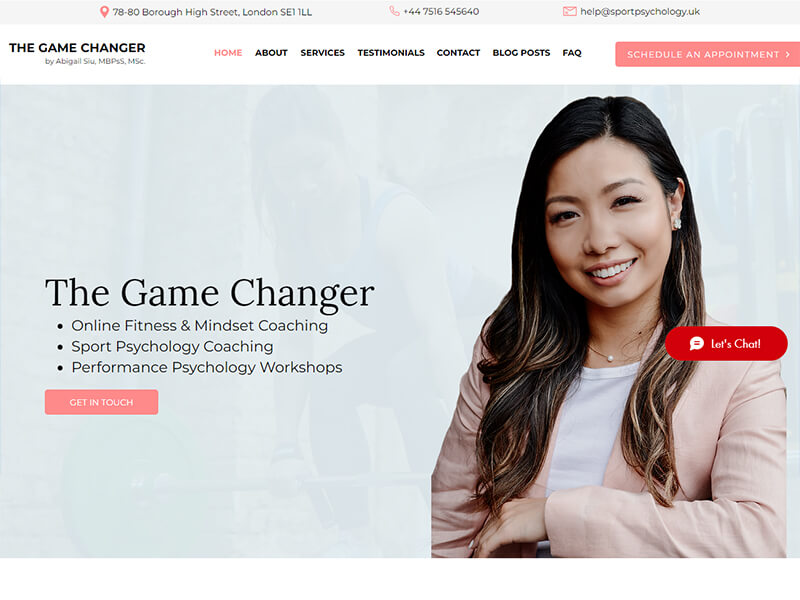 78-80 Borough High Street, London SE1 1LL
+44 7516 545640
help@sportpsychology.uk
THE GAME CHANGER
by Abigail Siu, MBPsS, MSc.
HOME ABOUT SERVICES TESTIMONIALS CONTACT BLOG POSTS FAQ
SCHEDULE AN APPOINTMENT >
The Game Changer
• Online Fitness & Mindset Coaching
• Sport Psychology Coaching
• Performance Psychology Workshops
Let's Chat!
GET IN TOUCH